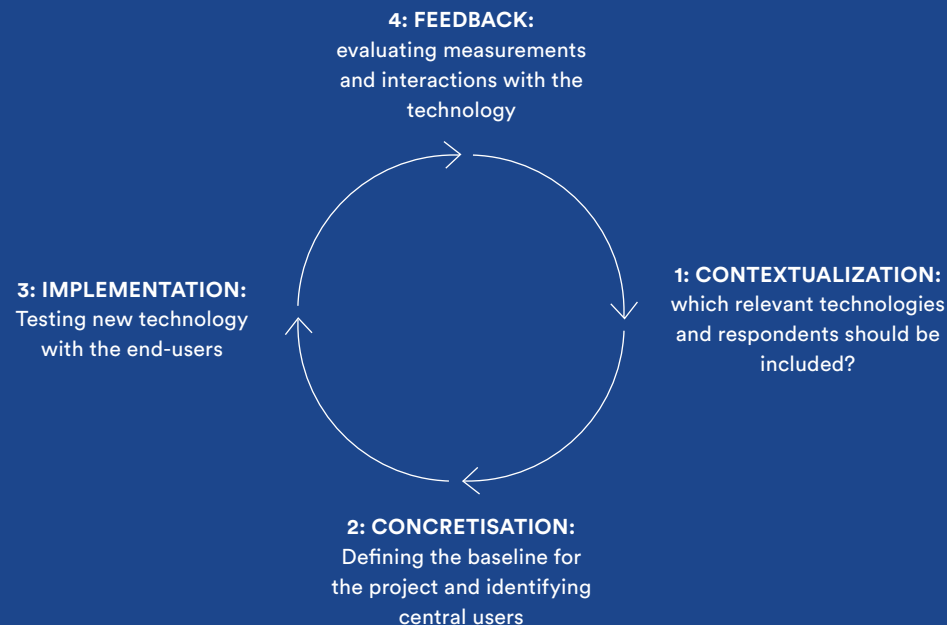 4: FEEDBACK:
evaluating measurements
and interactions with the
technology
1: CONTEXTUALIZATION:
which relevant technologies
and respondents should be
included?
3: IMPLEMENTATION:
Testing new technology
with the end-users
2: CONCRETISATION:
Defining the baseline for
the project and identifying
central users